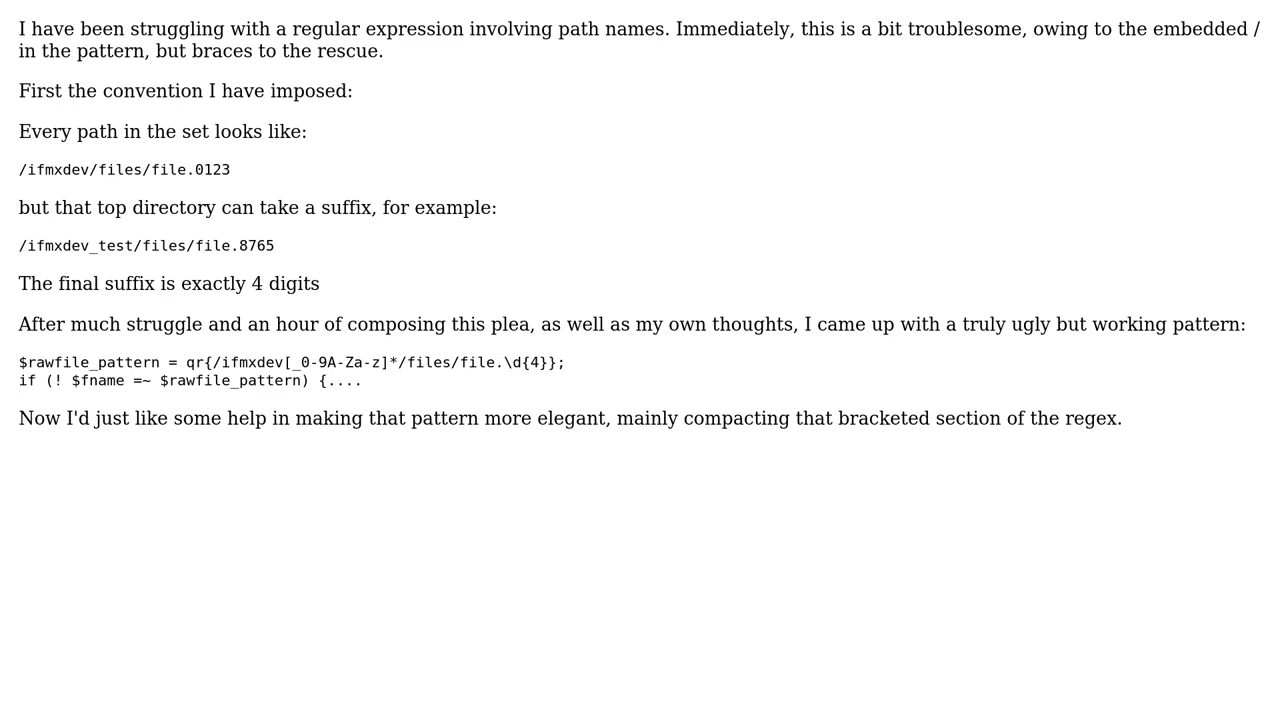 I have been struggling with a regular expression involving path names. Immediately, this is a bit troublesome, owing to the embedded /
in the pattern, but braces to the rescue.
First the convention I have imposed:
Every path in the set looks like:
/ifmxdev/files/file.0123
but that top directory can take a suffix, for example:
/ifmxdev_test/files/file.8765
The final suffix is exactly 4 digits
After much struggle and an hour of composing this plea, as well as my own thoughts, I came up with a truly ugly but working pattern:
$rawfile_pattern = qr{/ifmxdev[_0-9A-Za-z]*/files/file.\d{4}};
if (! $fname =~ $rawfile_pattern) {....
Now I'd just like some help in making that pattern more elegant, mainly compacting that bracketed section of the regex.